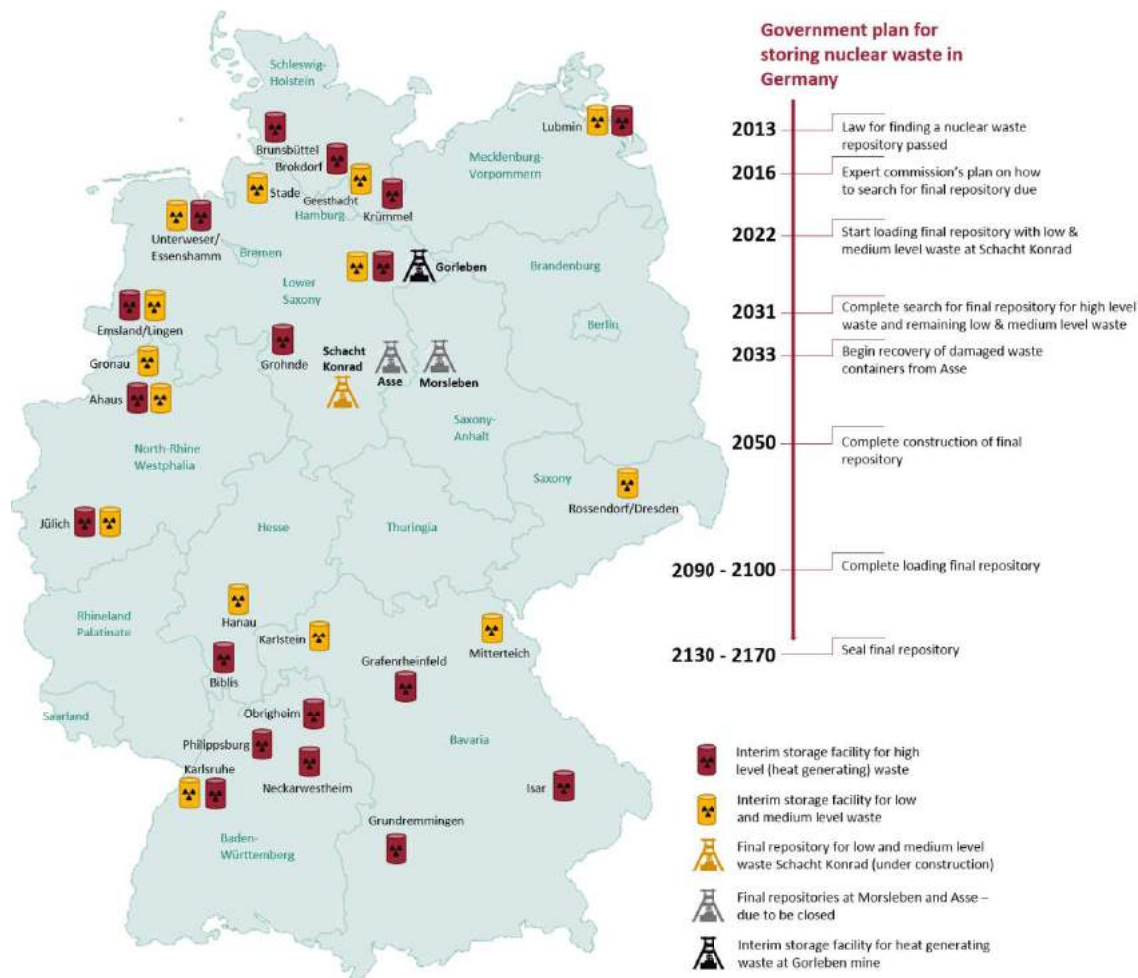 Government plan for
storing nuclear waste in
Germany
2013
Law for finding a nuclear waste
repository passed
2016
Expert commission's plan on how
to search for final repository due
2022
Start loading final repository with low &
medium level waste at Schacht Konrad
2031
Complete search for final repository for high level
waste and remaining low & medium level waste
2033
Begin recovery of damaged waste
containers from Asse
2050
Complete construction of final
repository
2090 - 2100
Complete loading final repository
2130 - 2170
Seal final repository
Schleswig-
Holstein
Lubmin
Brunsbüttel
Brokdorf
Mecklenburg-
Vorpommern
Stade
Geesthacht
Hamburg
Krümmel
Unterweser/
Essenshamm
Bremen
Gorleben
Brandenburg
Lower
Saxony
Berlin
Emsland/Lingen
Gronau
Grohnde
Schacht
Konrad
Asse
Morsleben
Ahaus
Saxony-
Anhalt
North-Rhine
Westphalia
Saxony
Rossendorf/Dresden
Jülich
Hesse
Thuringia
Rhineland
Palatinate
Hanau
Karlstein
Mitterteich
Grafenrheinfeld
Biblis
Saarland
Obrigheim
Philippsburg
Bavaria
Karlsruhe
Neckarwestheim
Isar
Grundremmingen
Baden-
Württemberg
Interim storage facility for high
level (heat generating) waste
Interim storage facility for low
and medium level waste
Final repository for low and medium level
waste Schacht Konrad (under construction)
Final repositories at Morsleben and Asse –
due to be closed
Interim storage facility for heat generating
waste at Gorleben mine